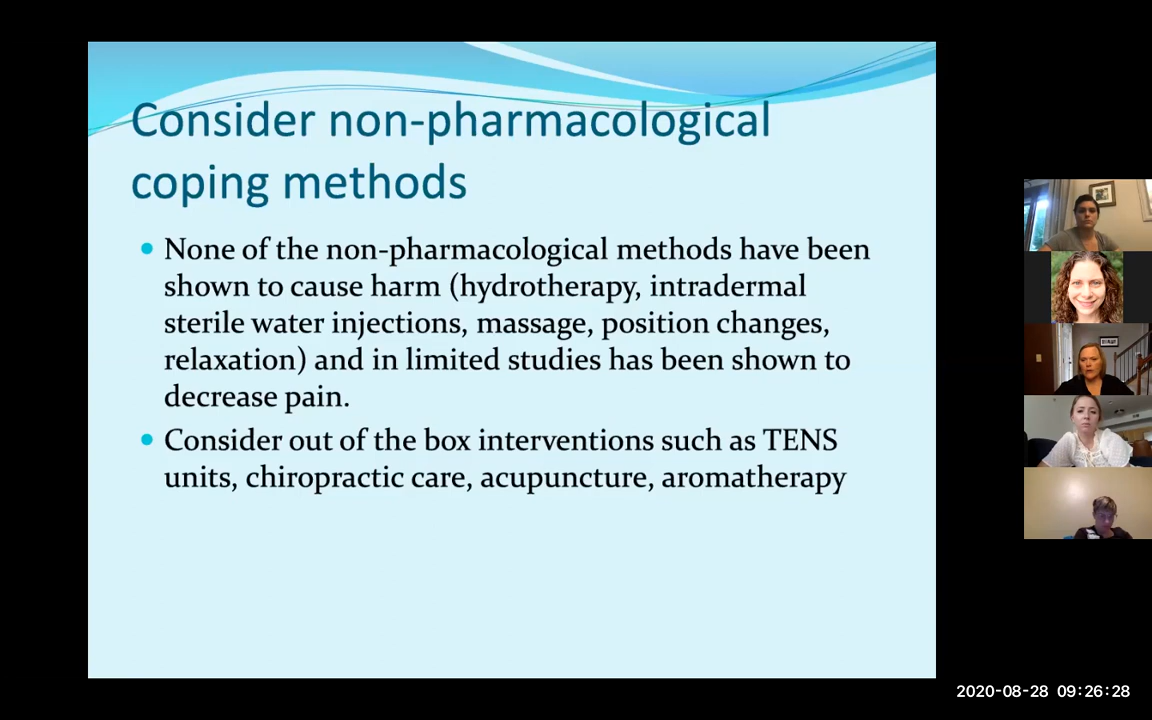 Consider non-pharmacological
coping methods
None of the non-pharmacological methods have been
shown to cause harm (hydrotherapy, intradermal
sterile water injections, massage, position changes,
relaxation) and in limited studies has been shown to
decrease pain.
Consider out of the box interventions such as TENS
units, chiropractic care, acupuncture, aromatherapy
2020-08-28 09:26:28